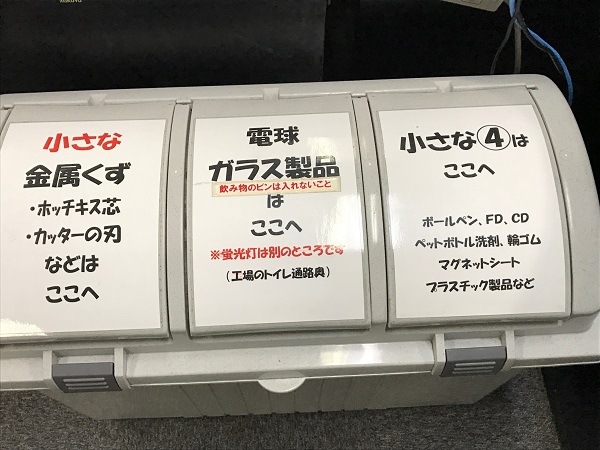 小さな
金属くず
・ホッチキス芯
・カッターの刃
などは
ここへ
電球
ガラス製品
飲み物のビンは入れないこと
は
ここへ
※蛍光灯は別のところです
（工場のトイレ通路奥）
小さな④は
ここへ
ボールペン、FD、CD
ペットボトル洗剤、輪ゴム
マグネットシート
プラスチック製品など